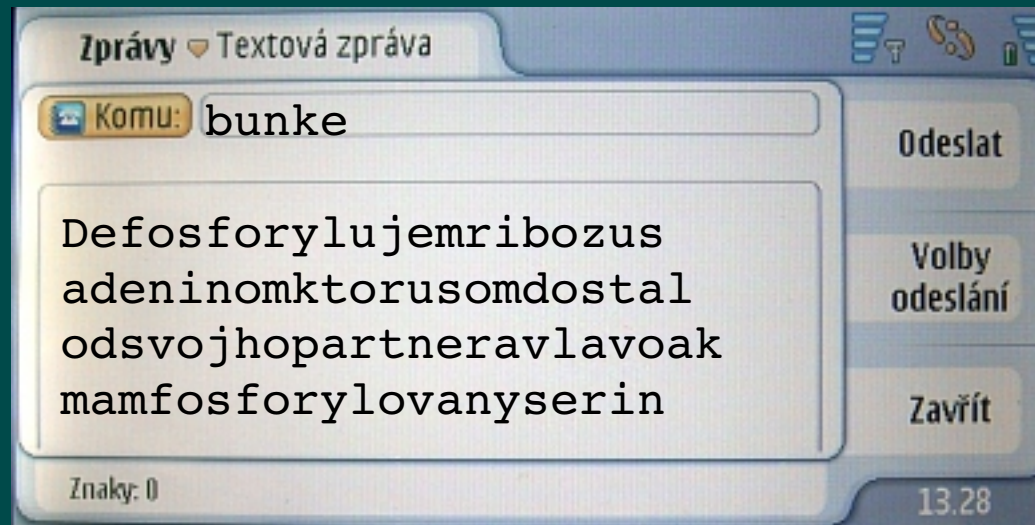 Zprávy Textová zpráva
Komu: bunke
Odeslat
Defosforylujemribozus
adeninomktorusomdostal
odsvojhopartneravlavoak
mamfosforylovanyserin
Volby
odeslání
Zavřít
Znaky: 0
13.28